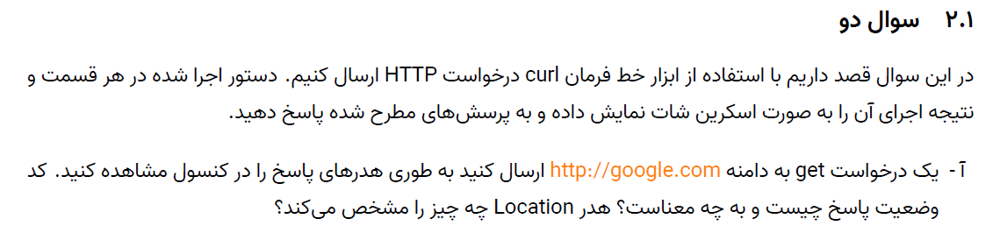 ۲.۱ سوال دو
در این سوال قصد داریم با استفاده از ابزار خط فرمان curl درخواست HTTP ارسال کنیم. دستور اجرا شده در هر قسمت و
نتیجه اجرای آن را به صورت اسکرین شات نمایش داده و به پرسش‌های مطرح شده پاسخ دهید.
آ- یک درخواست get به دامنه http://google.com ارسال کنید به طوری هدرهای پاسخ را در کنسول مشاهده کنید. کد
وضعیت پاسخ چیست و به چه معناست؟ هدر Location چه چیز را مشخص می‌کند؟